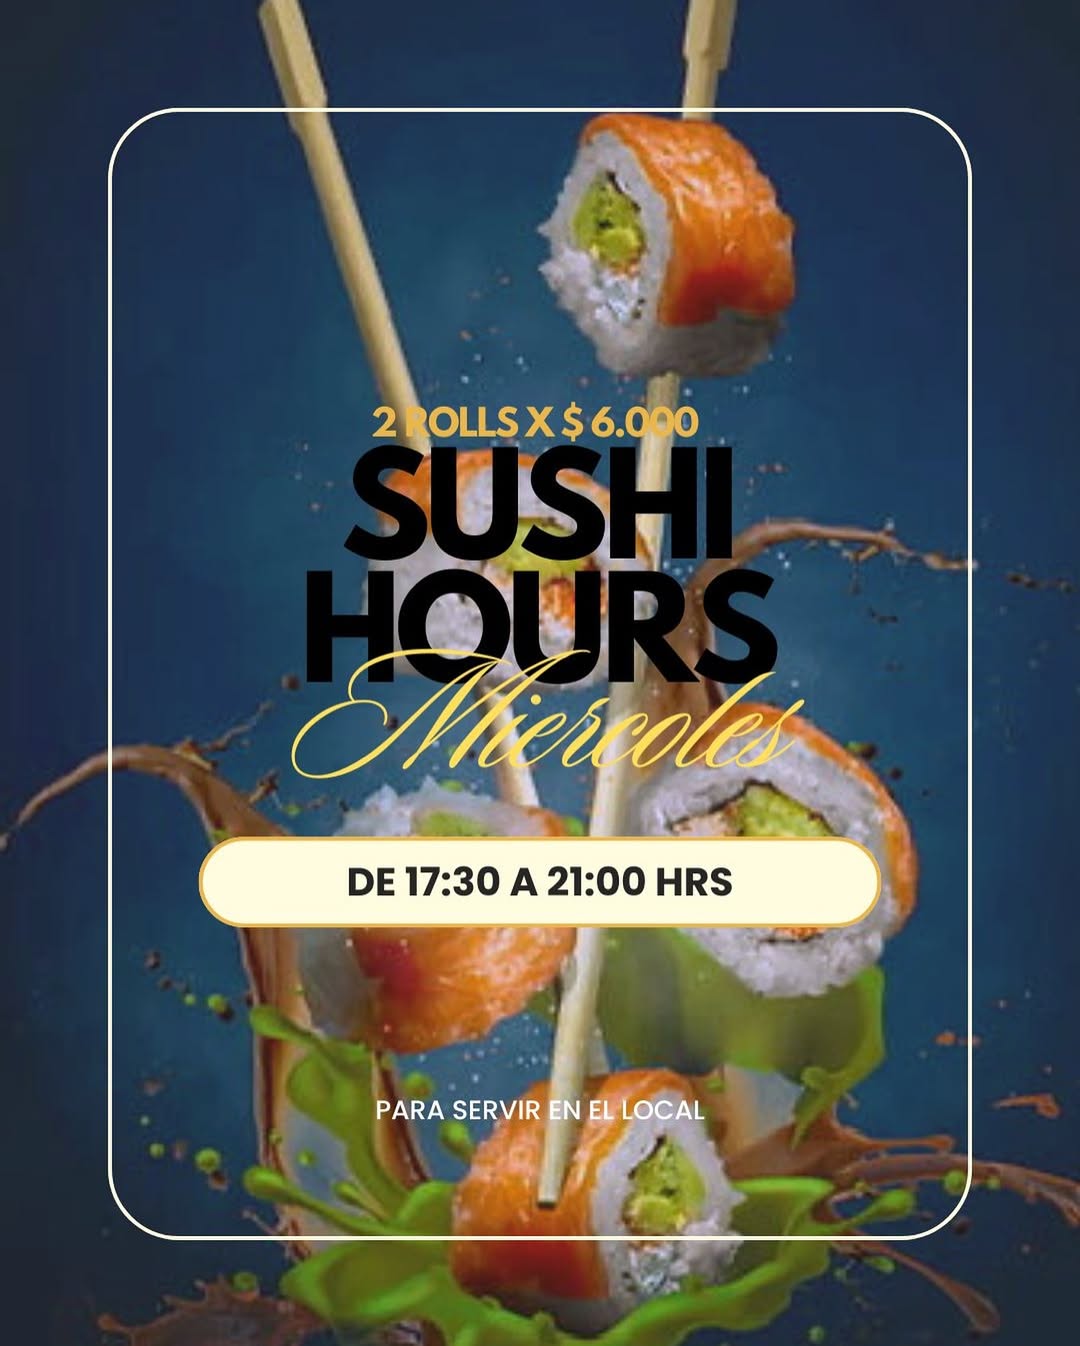 2 ROLLS X $ 6.000
SUSHI
HOURS
Miercoles
DE 17:30 A 21:00 HRS
PARA SERVIR EN EL LOCAL